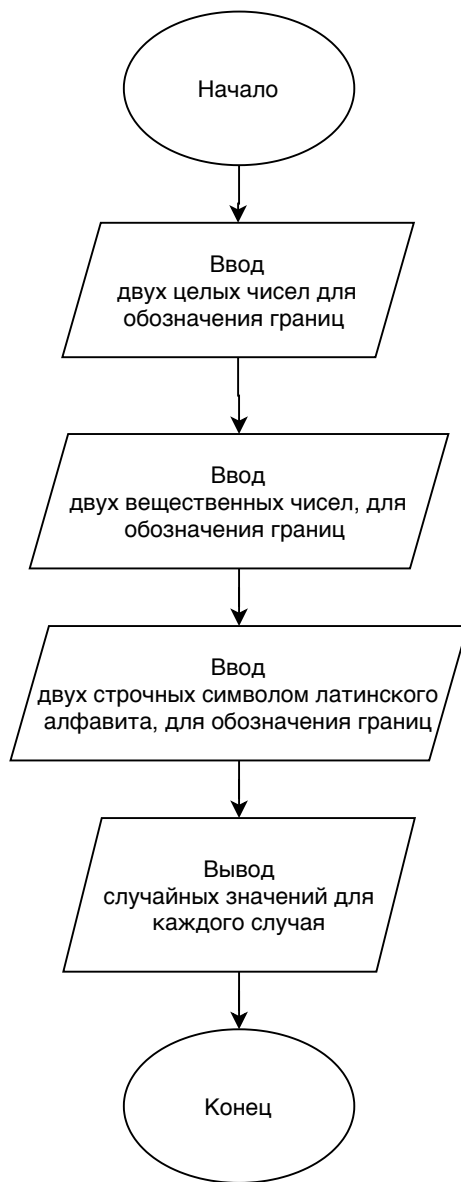 Начало
Ввод
двух целых чисел для
обозначения границ
Ввод
двух вещественных чисел, для
обозначения границ
Ввод
двух строчных символом латинского
алфавита, для обозначения границ
Вывод
случайных значений для
каждого случая
Конец